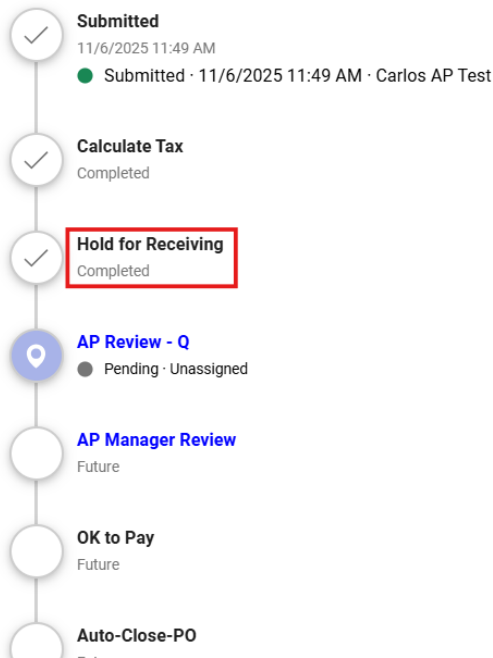 Submitted
11/6/2025 11:49 AM
Submitted · 11/6/2025 11:49 AM · Carlos AP Test
Calculate Tax
Completed
Hold for Receiving
Completed
AP Review - Q
Pending · Unassigned
AP Manager Review
Future
OK to Pay
Future
Auto-Close-PO